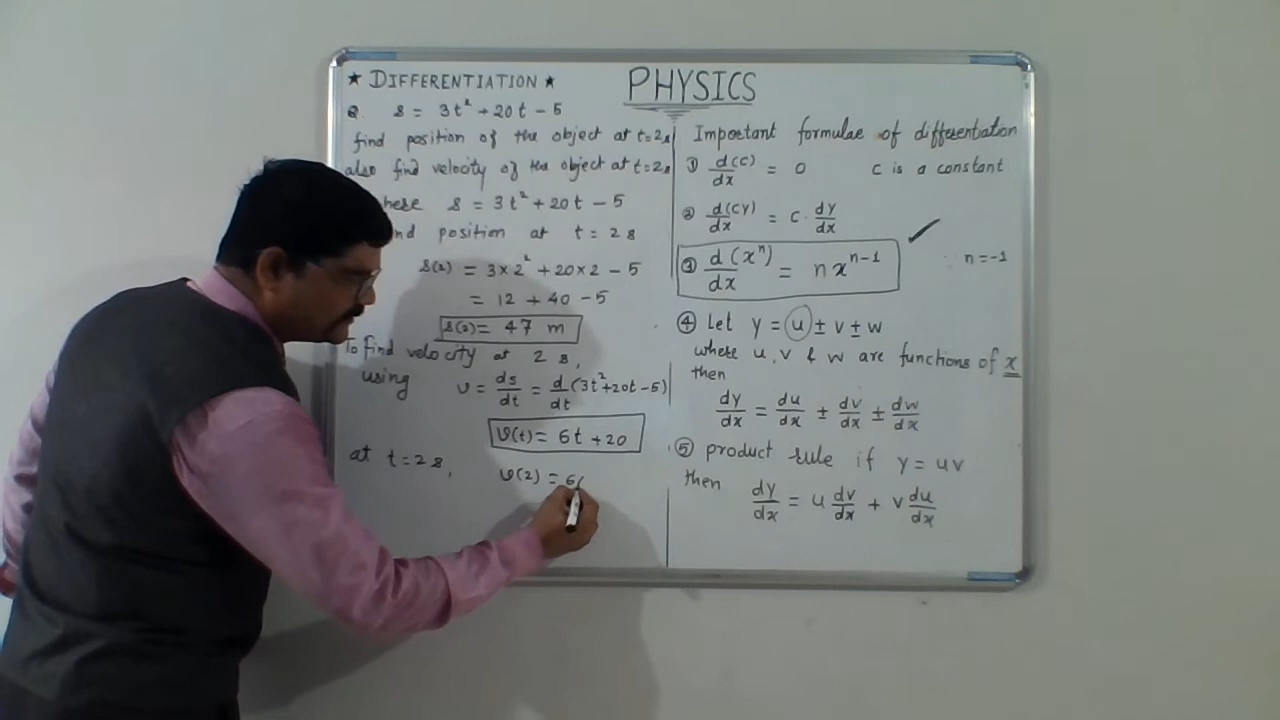 ★ DIFFERENTIATION ★
PHYSICS
Q. s = 3t² + 20t - 5
find position of the object at t=2s
also find velocity of the object at t=2s
here s = 3t² + 20t - 5
nd position at t = 2 s
s(2) = 3×2² + 20×2 - 5
= 12 + 40 - 5
s(2) = 47 m
To find velocity at 2 s,
using v = ds/dt = d/dt (3t²+20t-5)
v(t) = 6t + 20
at t = 2 s, v(2) = 6(
Important formulae of differentiation
① d(c)/dx = 0 c is a constant
② d(cy)/dx = c · dy/dx
③ d(xⁿ)/dx = n xⁿ⁻¹ ✓ n = -1
④ Let y = u ± v ± w
where u, v & w are functions of x
then
dy/dx = du/dx ± dv/dx ± dw/dx
⑤ product rule if y = uv
then dy/dx = u dv/dx + v du/dx